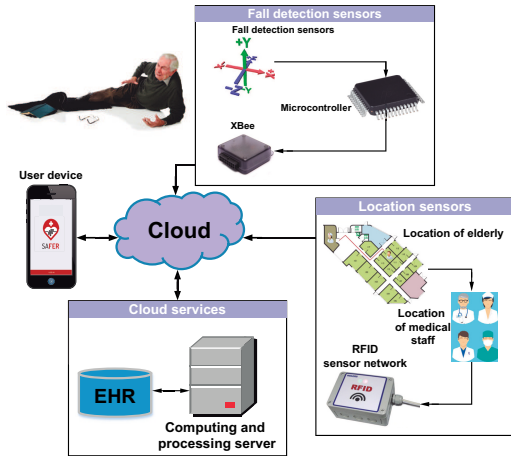 Fall detection sensors
Fall detection sensors
+Y
-X
+X
-Z
-Y
Microcontroller
XBee
User device
SAFER
Cloud
Location sensors
Location of elderly
Location
of medical
staff
RFID
sensor network
RFID
Cloud services
EHR
Computing and
processing server